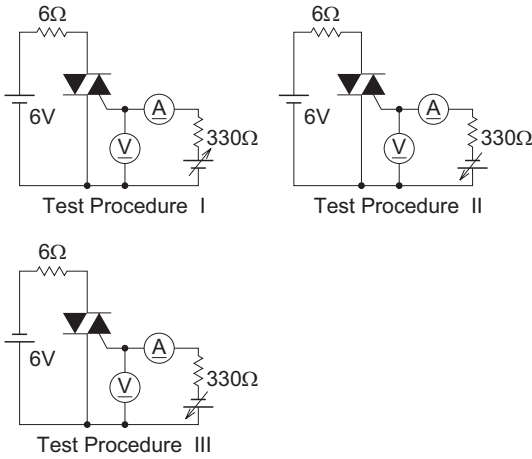 6Ω
6V
A
V
330Ω
Test Procedure I
6Ω
6V
A
V
330Ω
Test Procedure II
6Ω
6V
A
V
330Ω
Test Procedure III